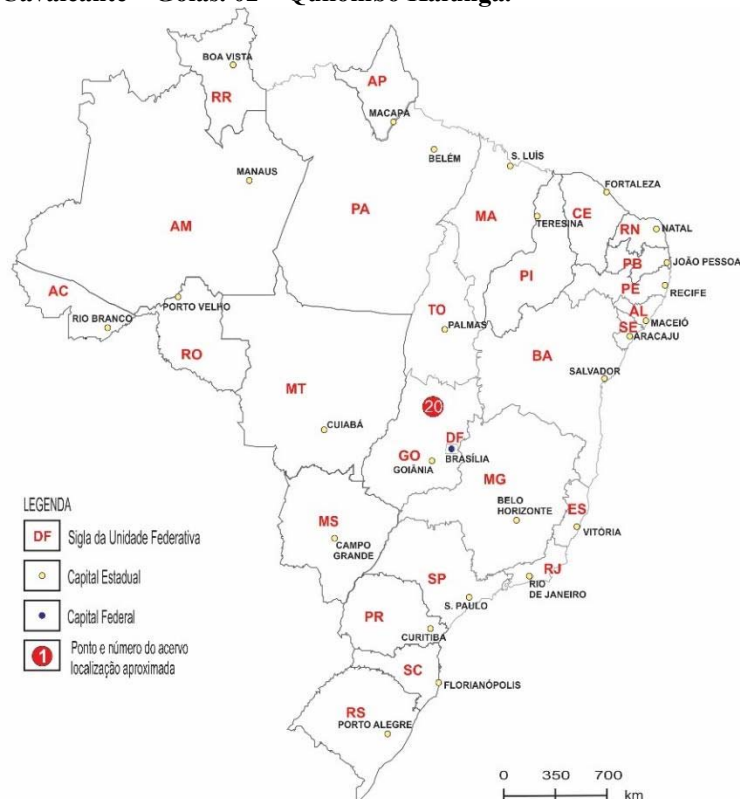 Cavalcante – Goiás. 02 – Quilombo Kalunga.
BOA VISTA
RR
AP
MACAPÁ
BELÉM
S. LUÍS
MANAUS
FORTALEZA
AM
PA
MA
TERESINA
CE
RN
NATAL
PB
JOÃO PESSOA
PI
PE
RECIFE
AC
PORTO VELHO
RIO BRANCO
TO
PALMAS
AL
MACEIÓ
SE
ARACAJU
RO
BA
SALVADOR
MT
20
CUIABÁ
DF
BRASÍLIA
GO
GOIÂNIA
MG
BELO
HORIZONTE
ES
VITÓRIA
MS
CAMPO
GRANDE
SP
S. PAULO
RJ
RIO
DE JANEIRO
PR
CURITIBA
SC
FLORIANÓPOLIS
RS
PORTO ALEGRE
LEGENDA
DF Sigla da Unidade Federativa
Capital Estadual
Capital Federal
1 Ponto e número do acervo
localização aproximada
0 350 700
km